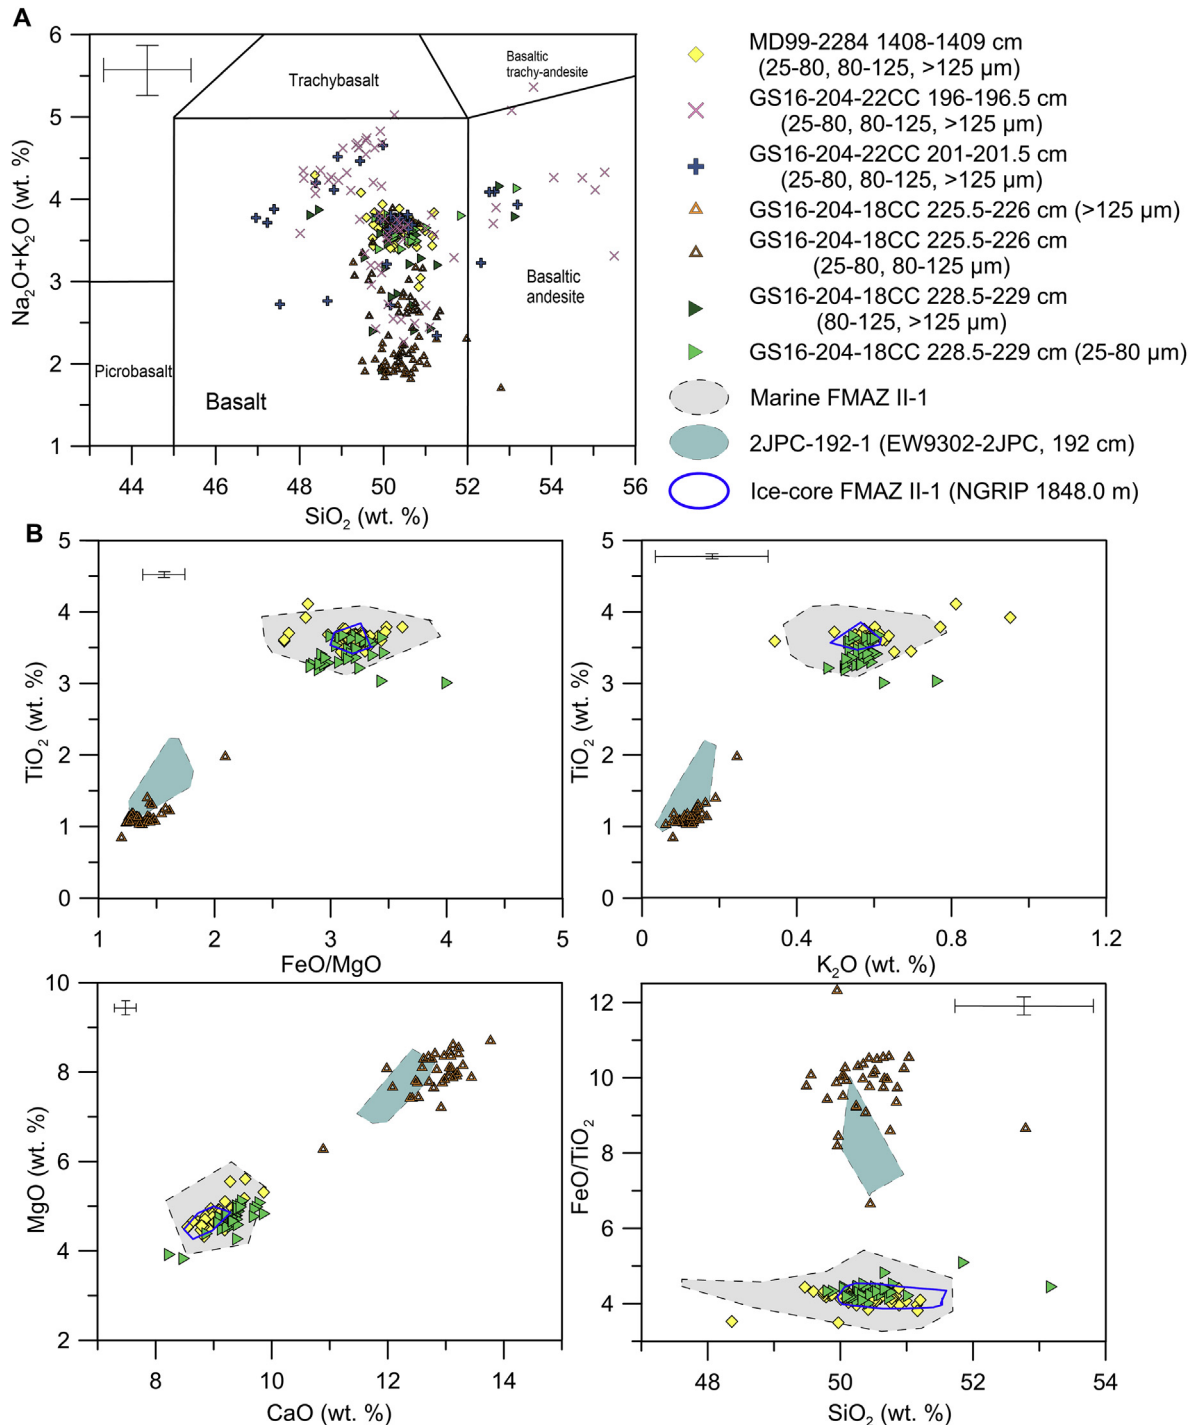 A
6
5
4
3
2
1
Na2O+K2O (wt. %)
Trachybasalt
Basaltic
trachy-andesite
Basaltic
andesite
Picrobasalt
Basalt
44 46 48 50 52 54 56
SiO2 (wt. %)
MD99-2284 1408-1409 cm
(25-80, 80-125, >125 µm)
GS16-204-22CC 196-196.5 cm
(25-80, 80-125, >125 µm)
GS16-204-22CC 201-201.5 cm
(25-80, 80-125, >125 µm)
GS16-204-18CC 225.5-226 cm (>125 µm)
GS16-204-18CC 225.5-226 cm
(25-80, 80-125 µm)
GS16-204-18CC 228.5-229 cm
(80-125, >125 µm)
GS16-204-18CC 228.5-229 cm (25-80 µm)
Marine FMAZ II-1
2JPC-192-1 (EW9302-2JPC, 192 cm)
Ice-core FMAZ II-1 (NGRIP 1848.0 m)
B
5
4
3
2
1
0
TiO2 (wt. %)
1 2 3 4 5
FeO/MgO
5
4
3
2
1
0
TiO2 (wt. %)
0 0.4 0.8 1.2
K2O (wt. %)
10
8
6
4
2
MgO (wt. %)
8 10 12 14
CaO (wt. %)
12
10
8
6
4
FeO/TiO2
48 50 52 54
SiO2 (wt. %)